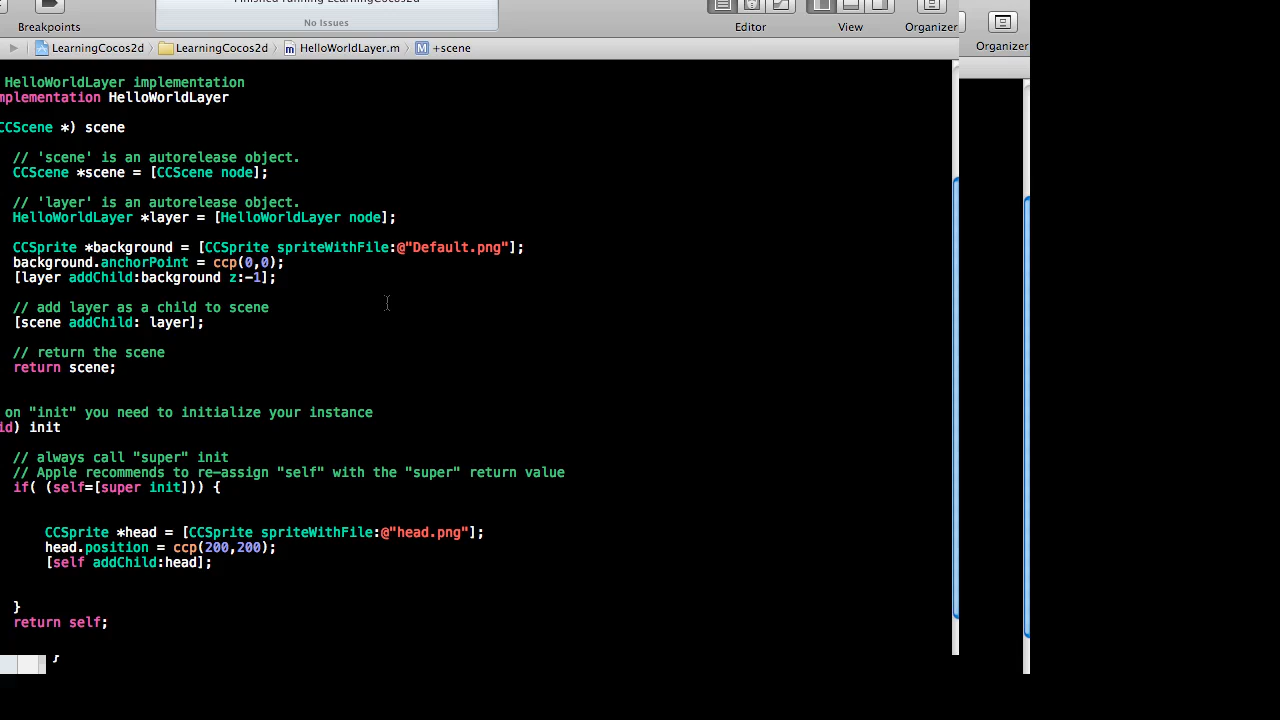 Finished running LearningCocos2d
Breakpoints
No Issues
Editor
View
Organizer
Organizer
LearningCocos2d
LearningCocos2d
HelloWorldLayer.m
M +scene
HelloWorldLayer implementation
mplementation HelloWorldLayer
CCScene *) scene
// 'scene' is an autorelease object.
CCScene *scene = [CCScene node];
// 'layer' is an autorelease object.
HelloWorldLayer *layer = [HelloWorldLayer node];
CCSprite *background = [CCSprite spriteWithFile:@"Default.png"];
background.anchorPoint = ccp(0,0);
[layer addChild:background z:-1];
// add layer as a child to scene
[scene addChild: layer];
// return the scene
return scene;
on "init" you need to initialize your instance
id) init
// always call "super" init
// Apple recommends to re-assign "self" with the "super" return value
if( (self=[super init])) {
CCSprite *head = [CCSprite spriteWithFile:@"head.png"];
head.position = ccp(200,200);
[self addChild:head];
}
return self;
}